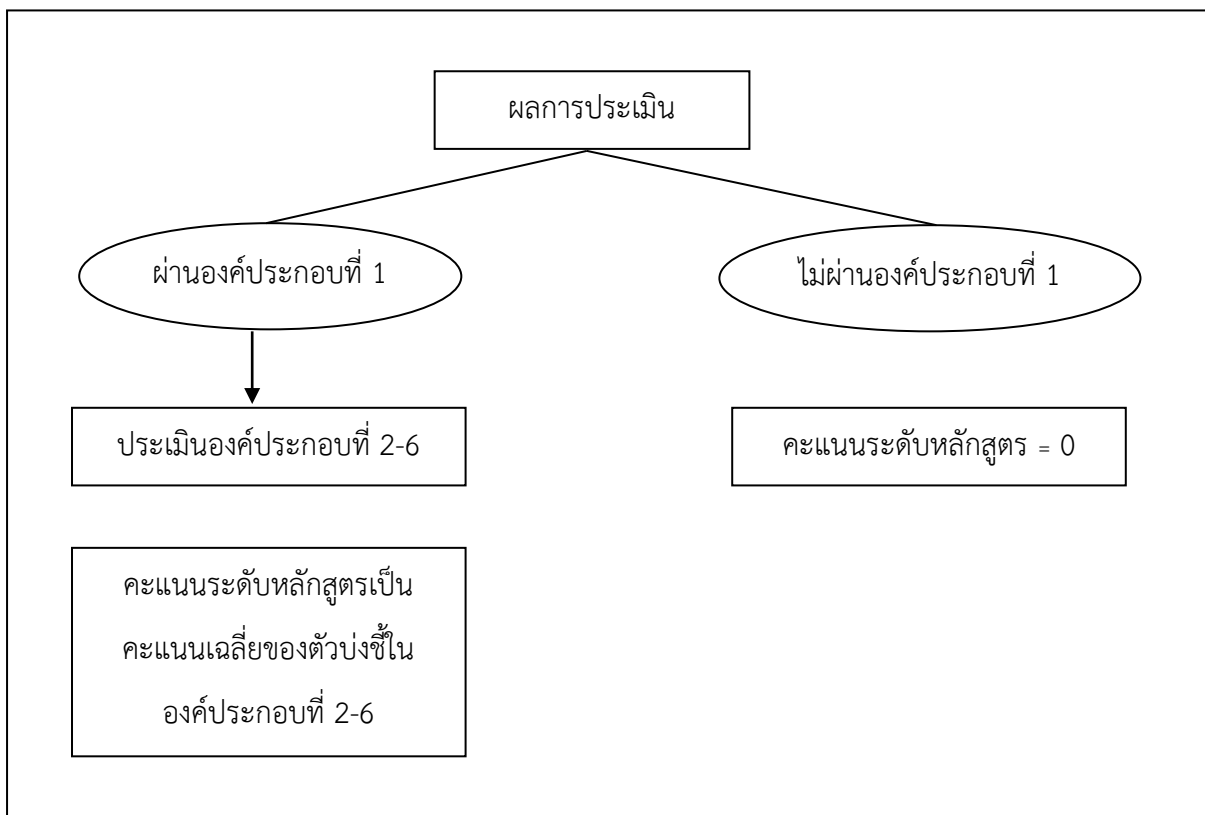 ผลการประเมิน
ผ่านองค์ประกอบที่ 1
ไม่ผ่านองค์ประกอบที่ 1
ประเมินองค์ประกอบที่ 2-6
คะแนนระดับหลักสูตร = 0
คะแนนระดับหลักสูตรเป็น
คะแนนเฉลี่ยของตัวบ่งชี้ใน
องค์ประกอบที่ 2-6